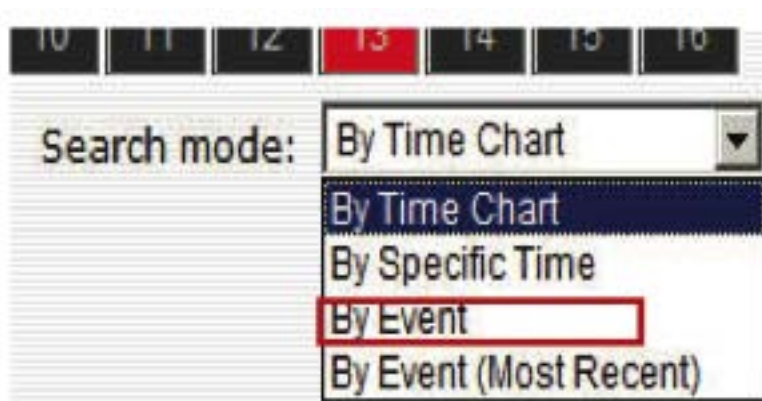 10 11 12 13 14 15 16
Search mode: By Time Chart
By Time Chart
By Specific Time
By Event
By Event (Most Recent)